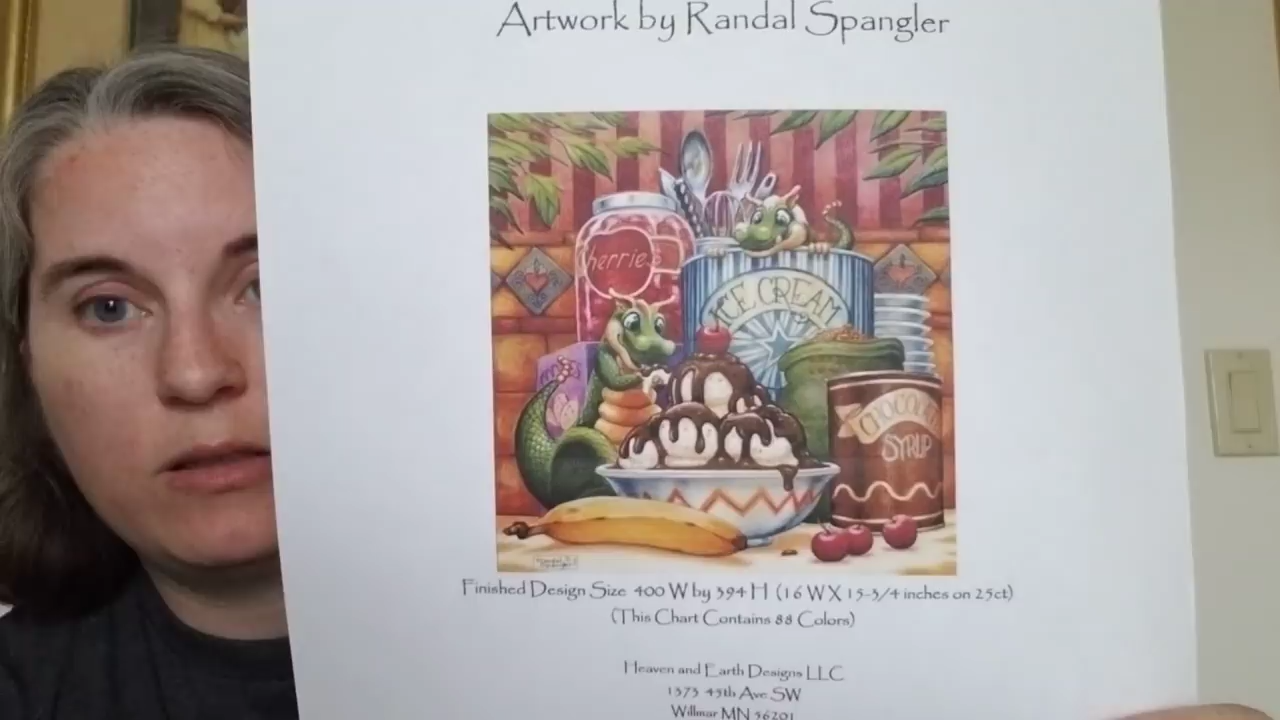 Artwork by Randal Spangler
Cherries
ICE CREAM
CHOCOLATE
SYRUP
Finished Design Size 400 W by 394 H (16 W X 15-3/4 inches on 25ct)
(This Chart Contains 88 Colors)
Heaven and Earth Designs LLC
1373 45th Ave SW
Willmar MN 56201